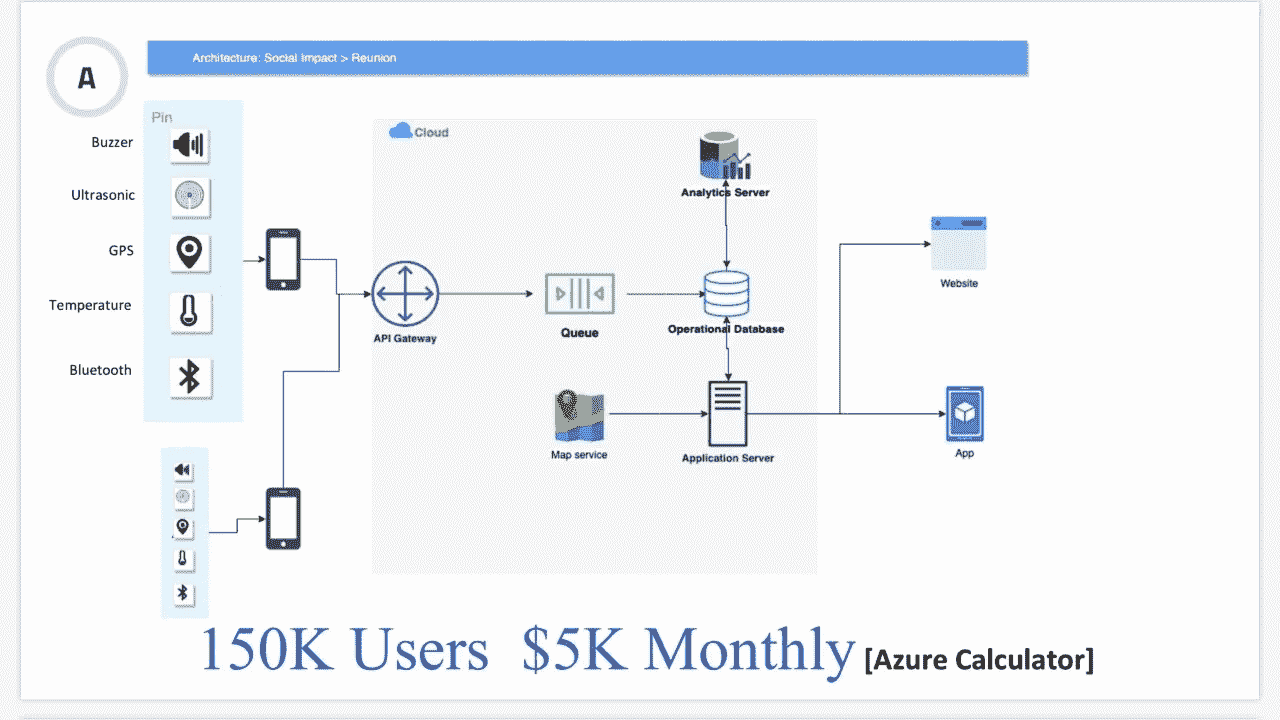 A
Architecture: Social Impact > Reunion
Pin
Buzzer
Ultrasonic
GPS
Temperature
Bluetooth
Cloud
Analytics Server
API Gateway
Queue
Operational Database
Map service
Application Server
Website
App
150K Users $5K Monthly [Azure Calculator]